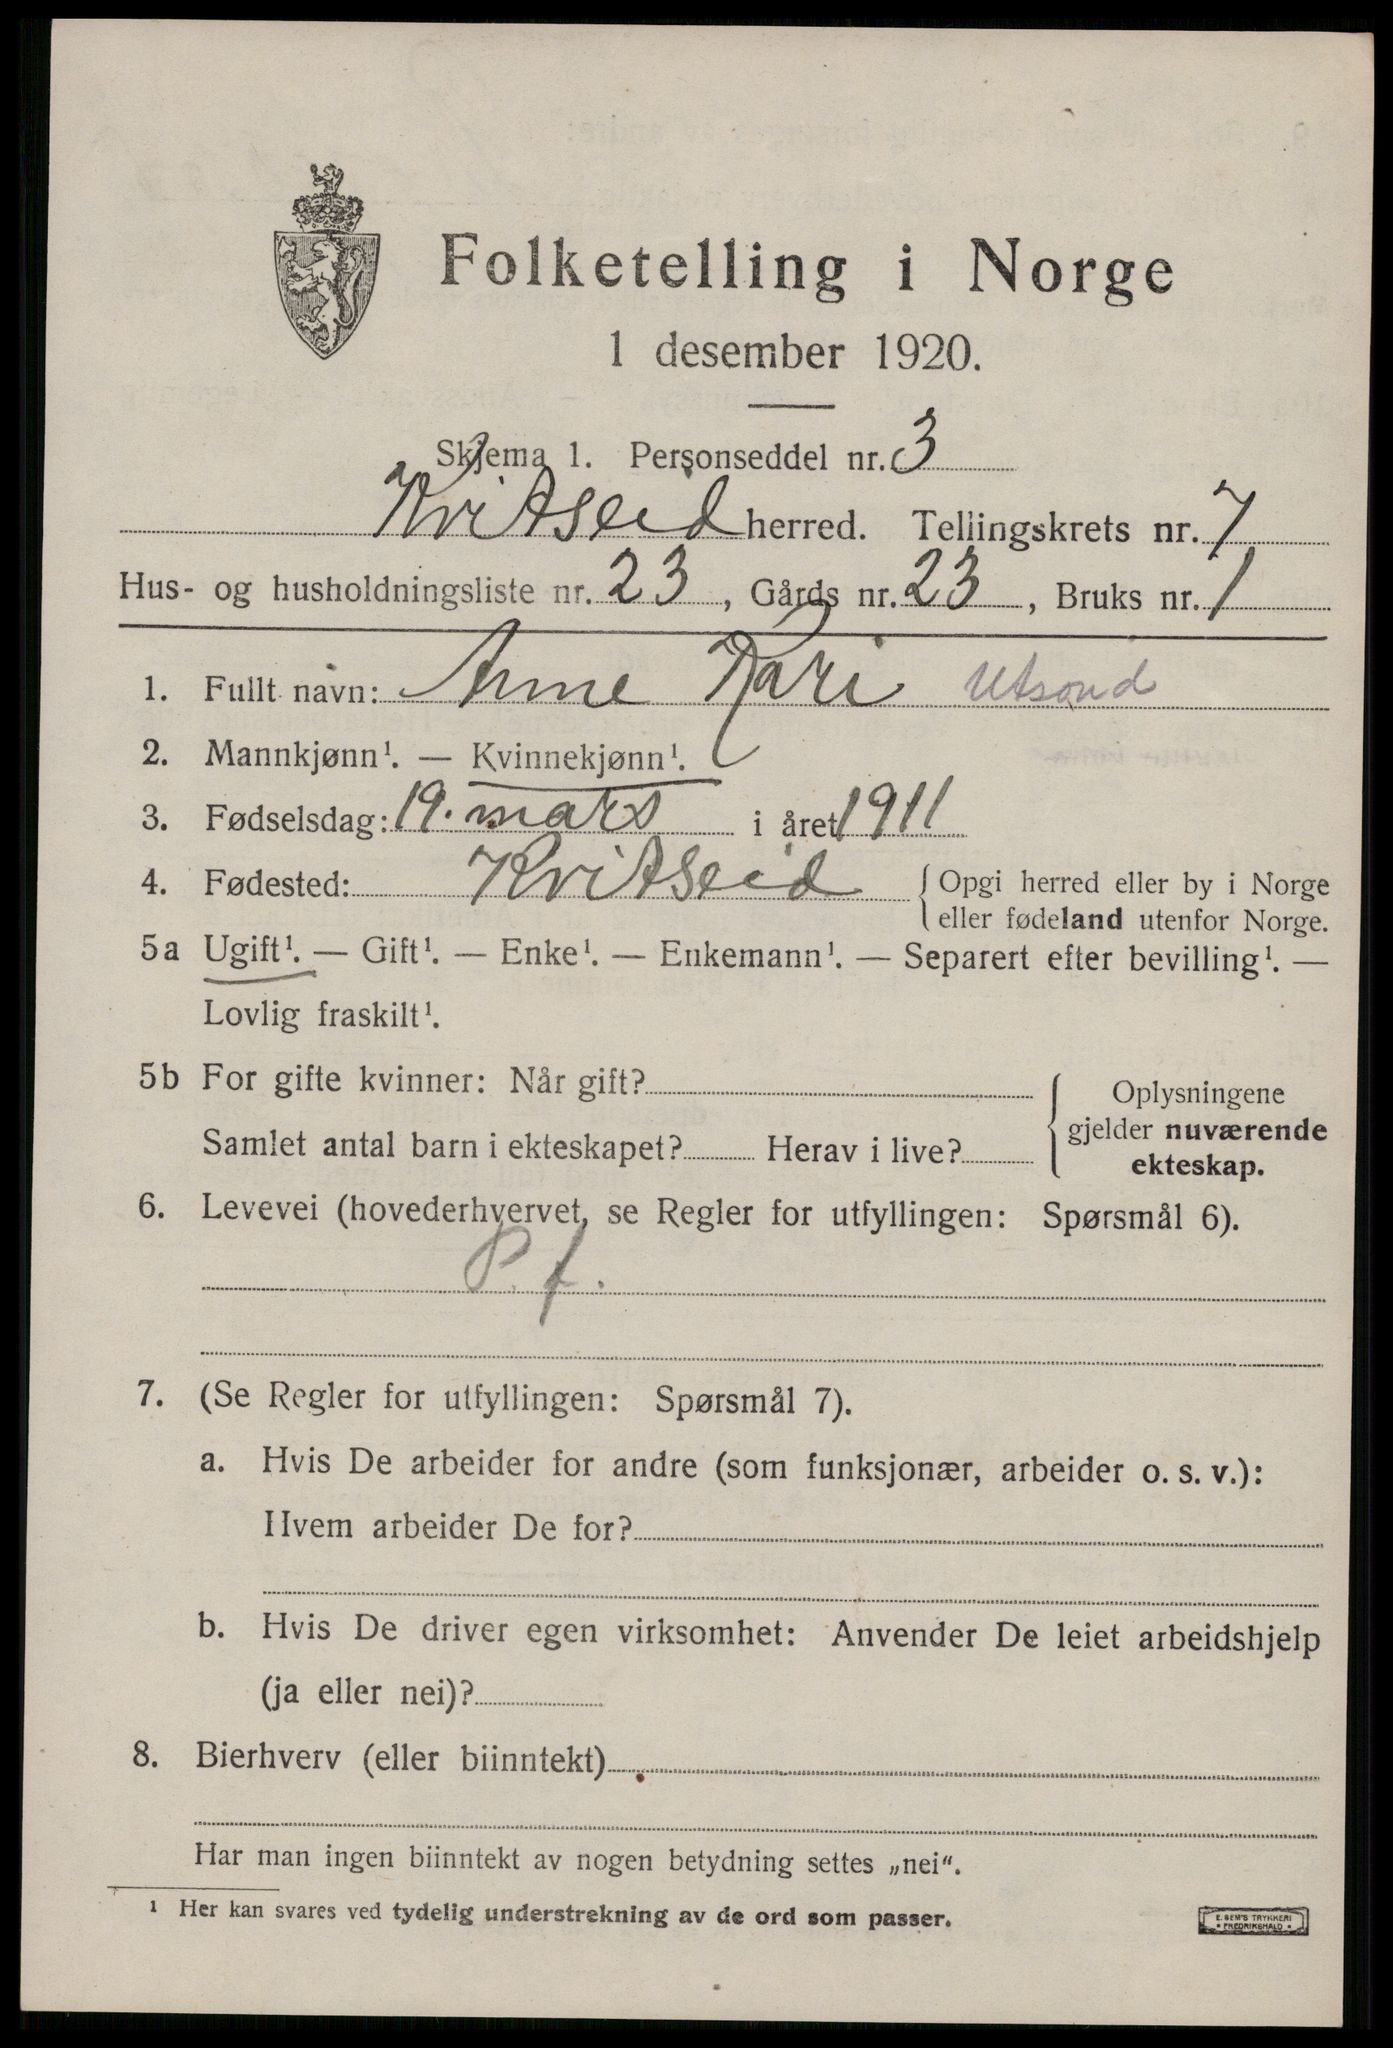 Folketelling i Norge
1 desember 1920.
Skjema 1. Personseddel nr. 3
Kvitseid herred. Tellingskrets nr. 7
Hus- og husholdningsliste nr. 23, Gårds nr. 23, Bruks nr. 1
1. Fullt navn: Anne Kari Utsond
2. Mannkjønn¹. — Kvinnekjønn¹.
3. Fødselsdag: 19. mars i året 1911
4. Fødested: Kvitseid { Opgi herred eller by i Norge
eller fødeland utenfor Norge.
5a Ugift¹. — Gift¹. — Enke¹. — Enkemann¹. — Separert efter bevilling¹. —
Lovlig fraskilt¹.
5b For gifte kvinner: Når gift?
Samlet antal barn i ekteskapet? Herav i live?
{ Oplysningene
gjelder nuværende
ekteskap.
6. Levevei (hovederhvervet, se Regler for utfyllingen: Spørsmål 6).
P. f.
7. (Se Regler for utfyllingen: Spørsmål 7).
a. Hvis De arbeider for andre (som funksjonær, arbeider o. s. v.):
Hvem arbeider De for?
b. Hvis De driver egen virksomhet: Anvender De leiet arbeidshjelp
(ja eller nei)?
8. Bierhverv (eller biinntekt)
Har man ingen biinntekt av nogen betydning settes „nei“.
¹ Her kan svares ved tydelig understrekning av de ord som passer.
E. SEM'S TRYKKERI
• FREDRIKSHALD •